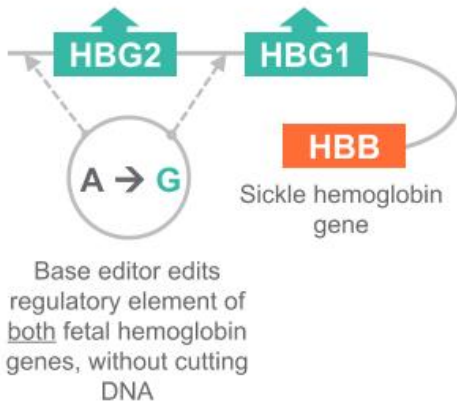 HBG2
HBG1
HBB
A → G
Sickle hemoglobin
gene
Base editor edits
regulatory element of
both fetal hemoglobin
genes, without cutting
DNA